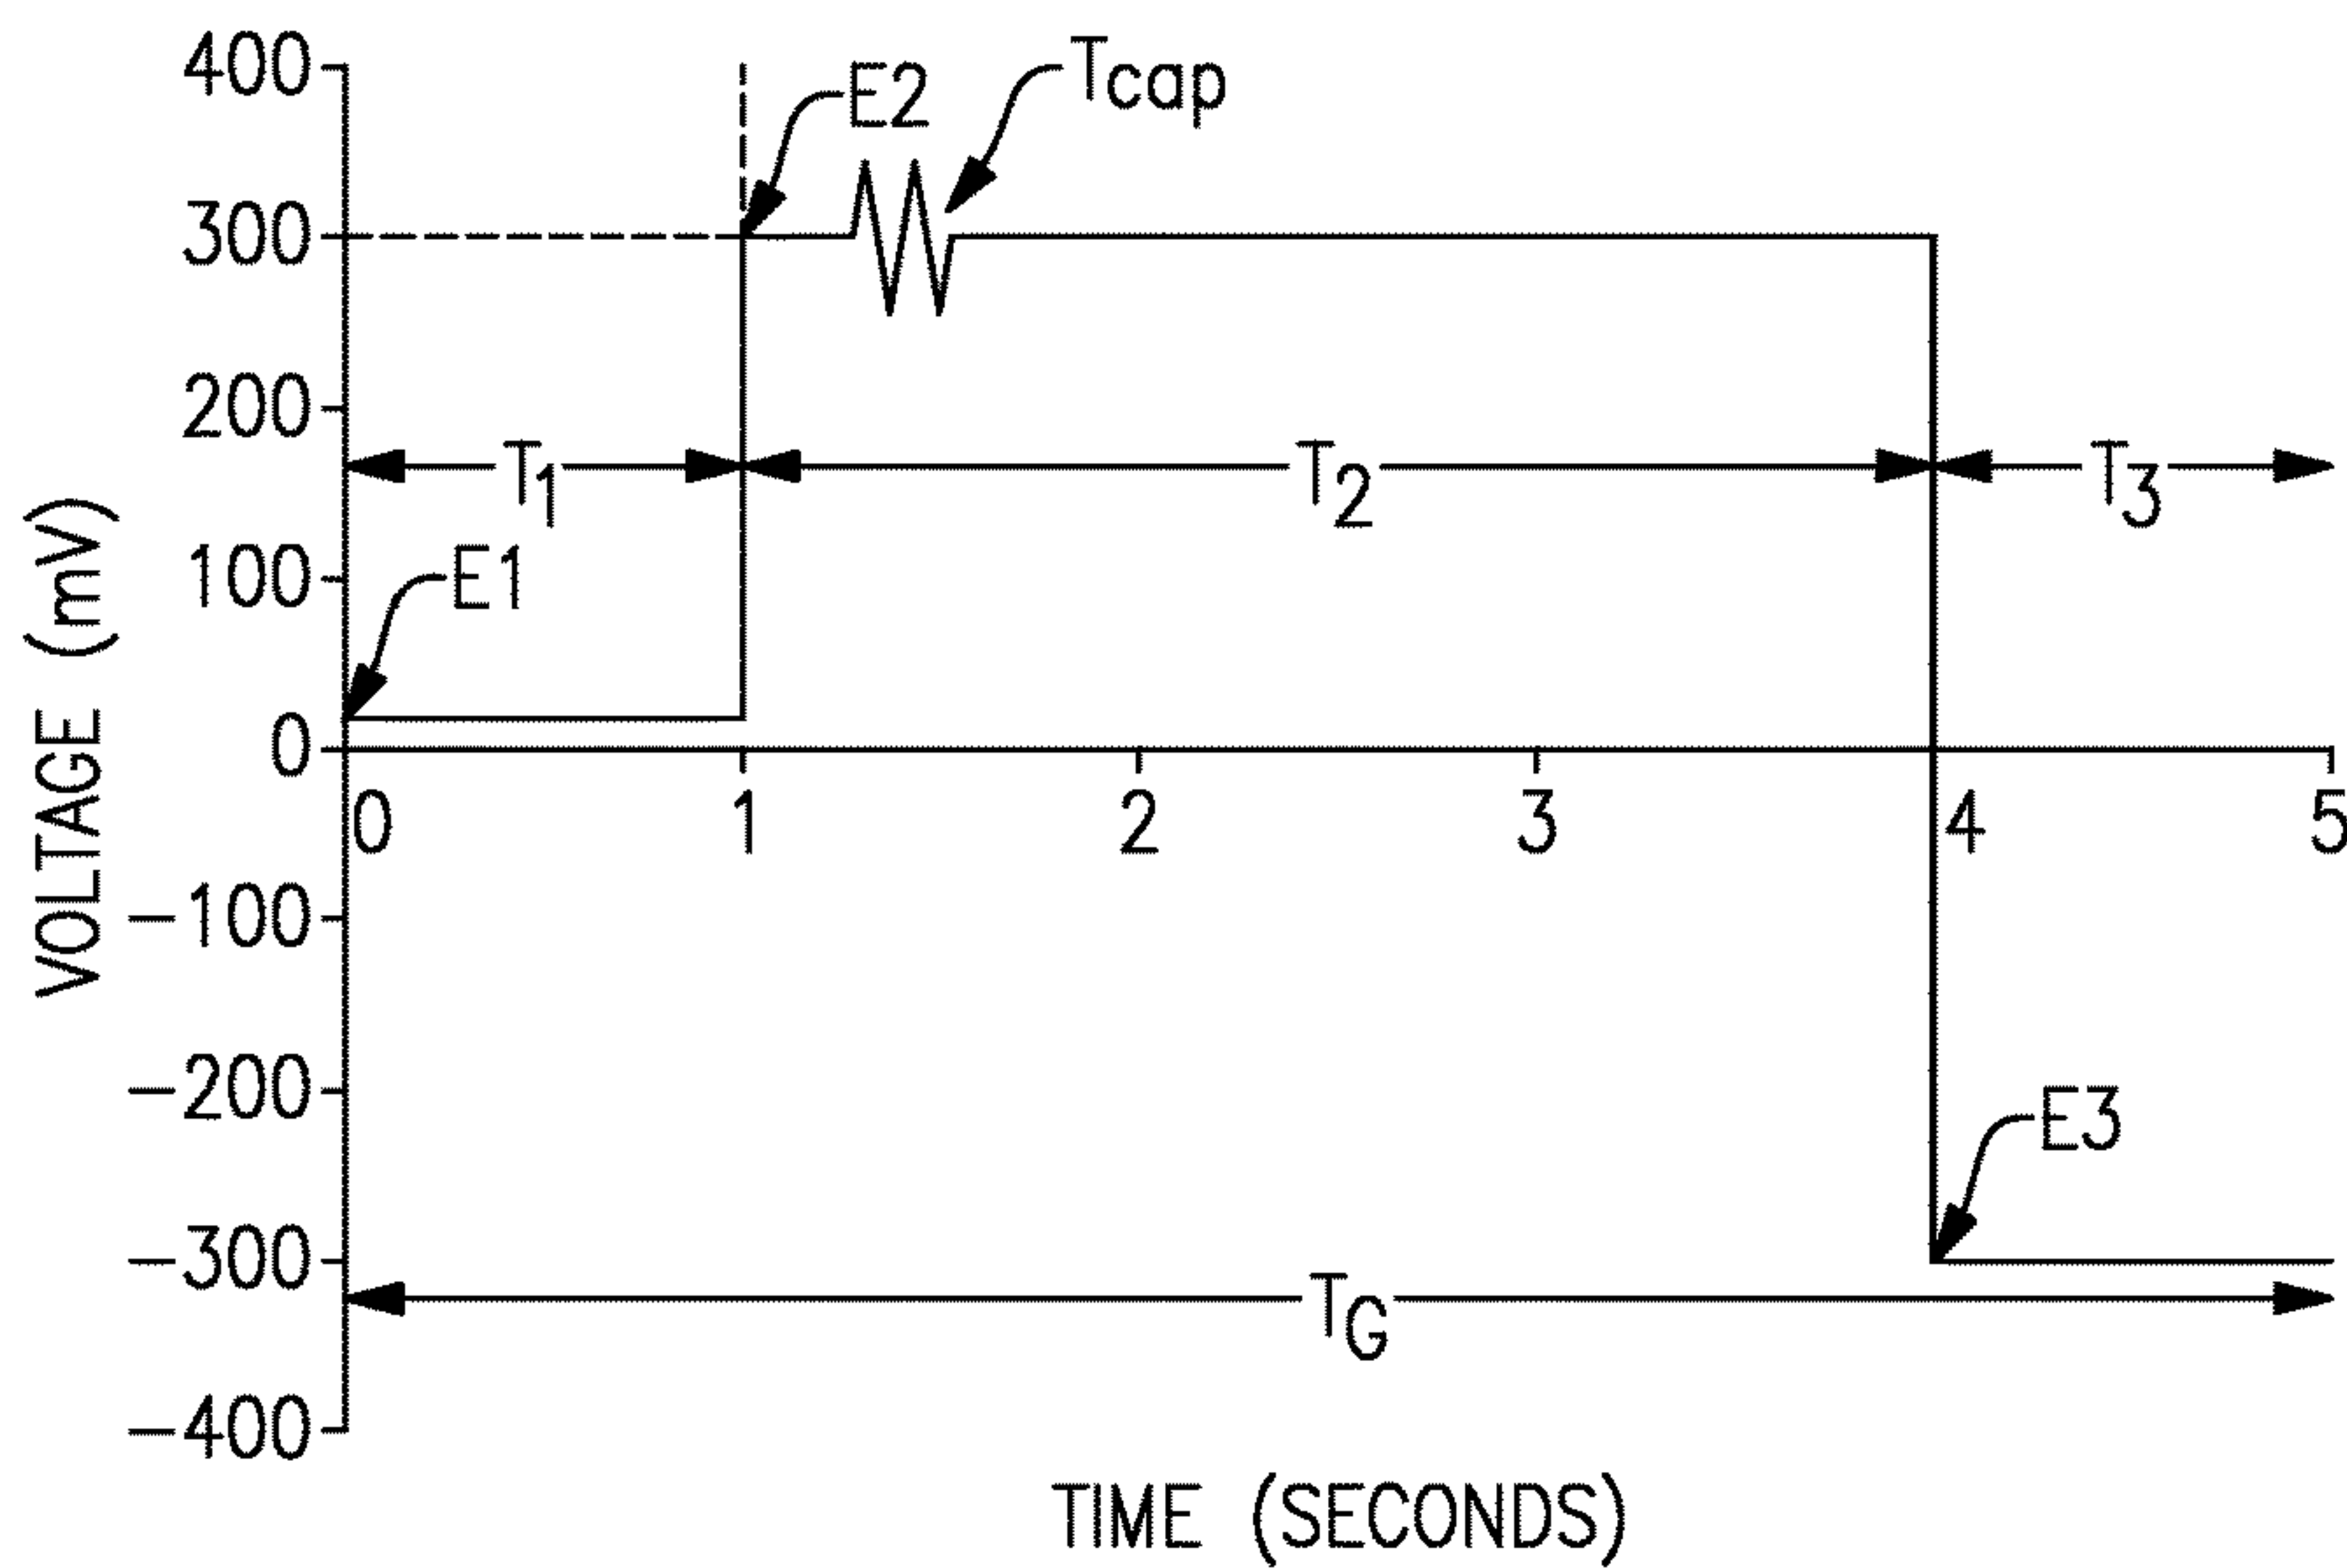 400
300
200
100
0
-100
-200
-300
-400
VOLTAGE (mV)
E2
Tcap
T1
T2
T3
E1
0 1 2 3 4 5
E3
TG
TIME (SECONDS)